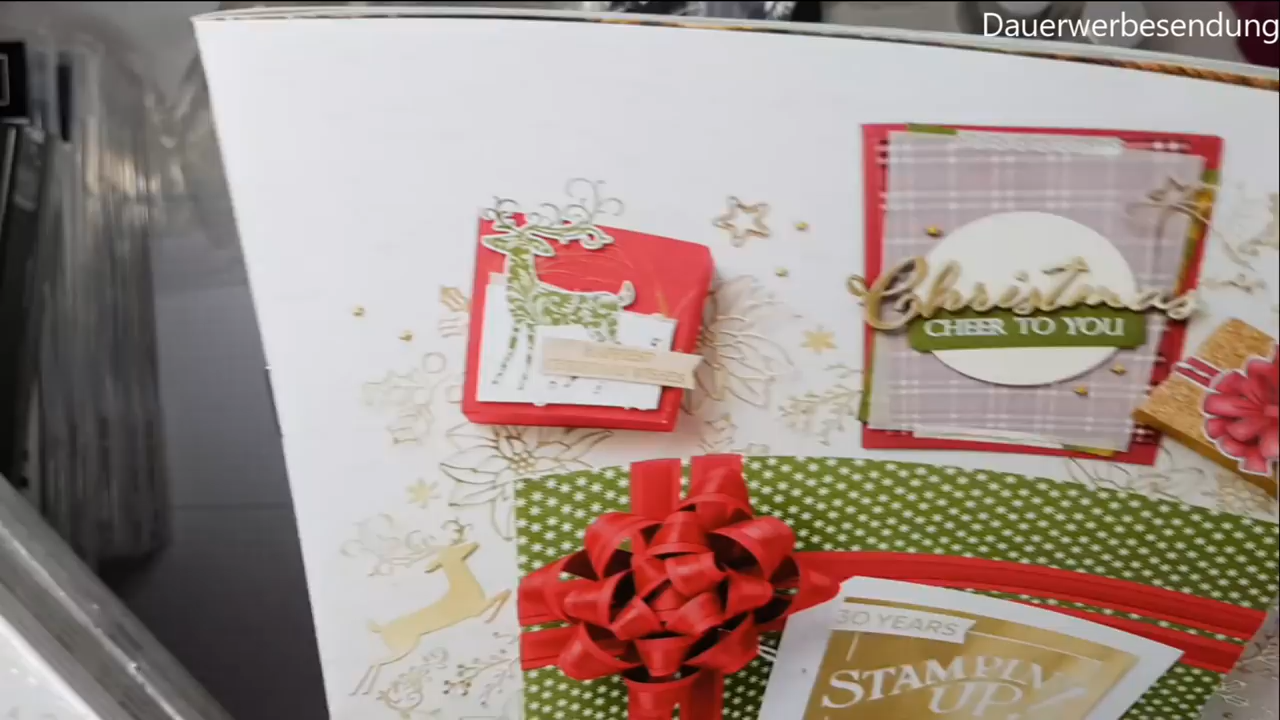 Dauerwerbesendung
Christmas
CHEER TO YOU
30 YEARS
STAMPIN'
UP!